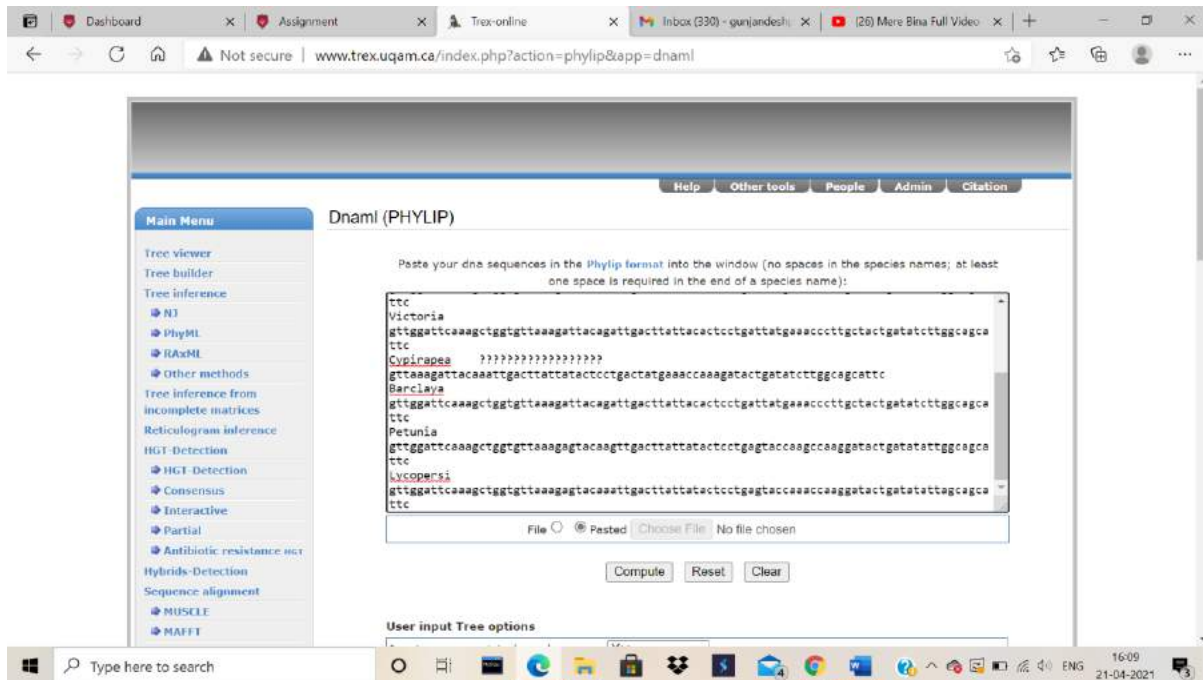 Dashboard
Assignment
Trex-online
Inbox (330) - gunjandeshp
(26) Mere Bina Full Video
Not secure | www.trex.uqam.ca/index.php?action=phylip&app=dnaml
Help
Other tools
People
Admin
Citation
Main Menu
Dnaml (PHYLIP)
Tree viewer
Tree builder
Tree inference
NJ
PhyML
RAxML
Other methods
Tree inference from
incomplete matrices
Reticulogram inference
HGT-Detection
HGT-Detection
Consensus
Interactive
Partial
Antibiotic resistance HGT
Hybrids-Detection
Sequence alignment
MUSCLE
MAFFT
Paste your dna sequences in the Phylip format into the window (no spaces in the species names; at least
one space is required in the end of a species name):
ttc
Victoria
gttggattcaaagctggtgttaaagattacagattgacttattacactcctgattatgaaacccttgctactgatatcttggcagca
ttc
Cypirapea ???????????????????
gttaaagattacaaattgacttattatactcctgactatgaaaccaaagatactgatatcttggcagcattc
Barclaya
gttggattcaaagctggtgttaaagattacagattgacttattacactcctgattatgaaacccttgctactgatatcttggcagca
ttc
Petunia
gttggattcaaagctggtgttaaagagtacaagttgacttattatactcctgagtaccaagccaaggatactgatatattggcagca
ttc
Lycopersi
gttggattcaaagctggtgttaaagagtacaaattgacttattatactcctgagtaccaaaccaaggatactgatatattagcagca
ttc
File Pasted Choose File No file chosen
Compute Reset Clear
User input Tree options
Type here to search
ENG
16:09
21-04-2021